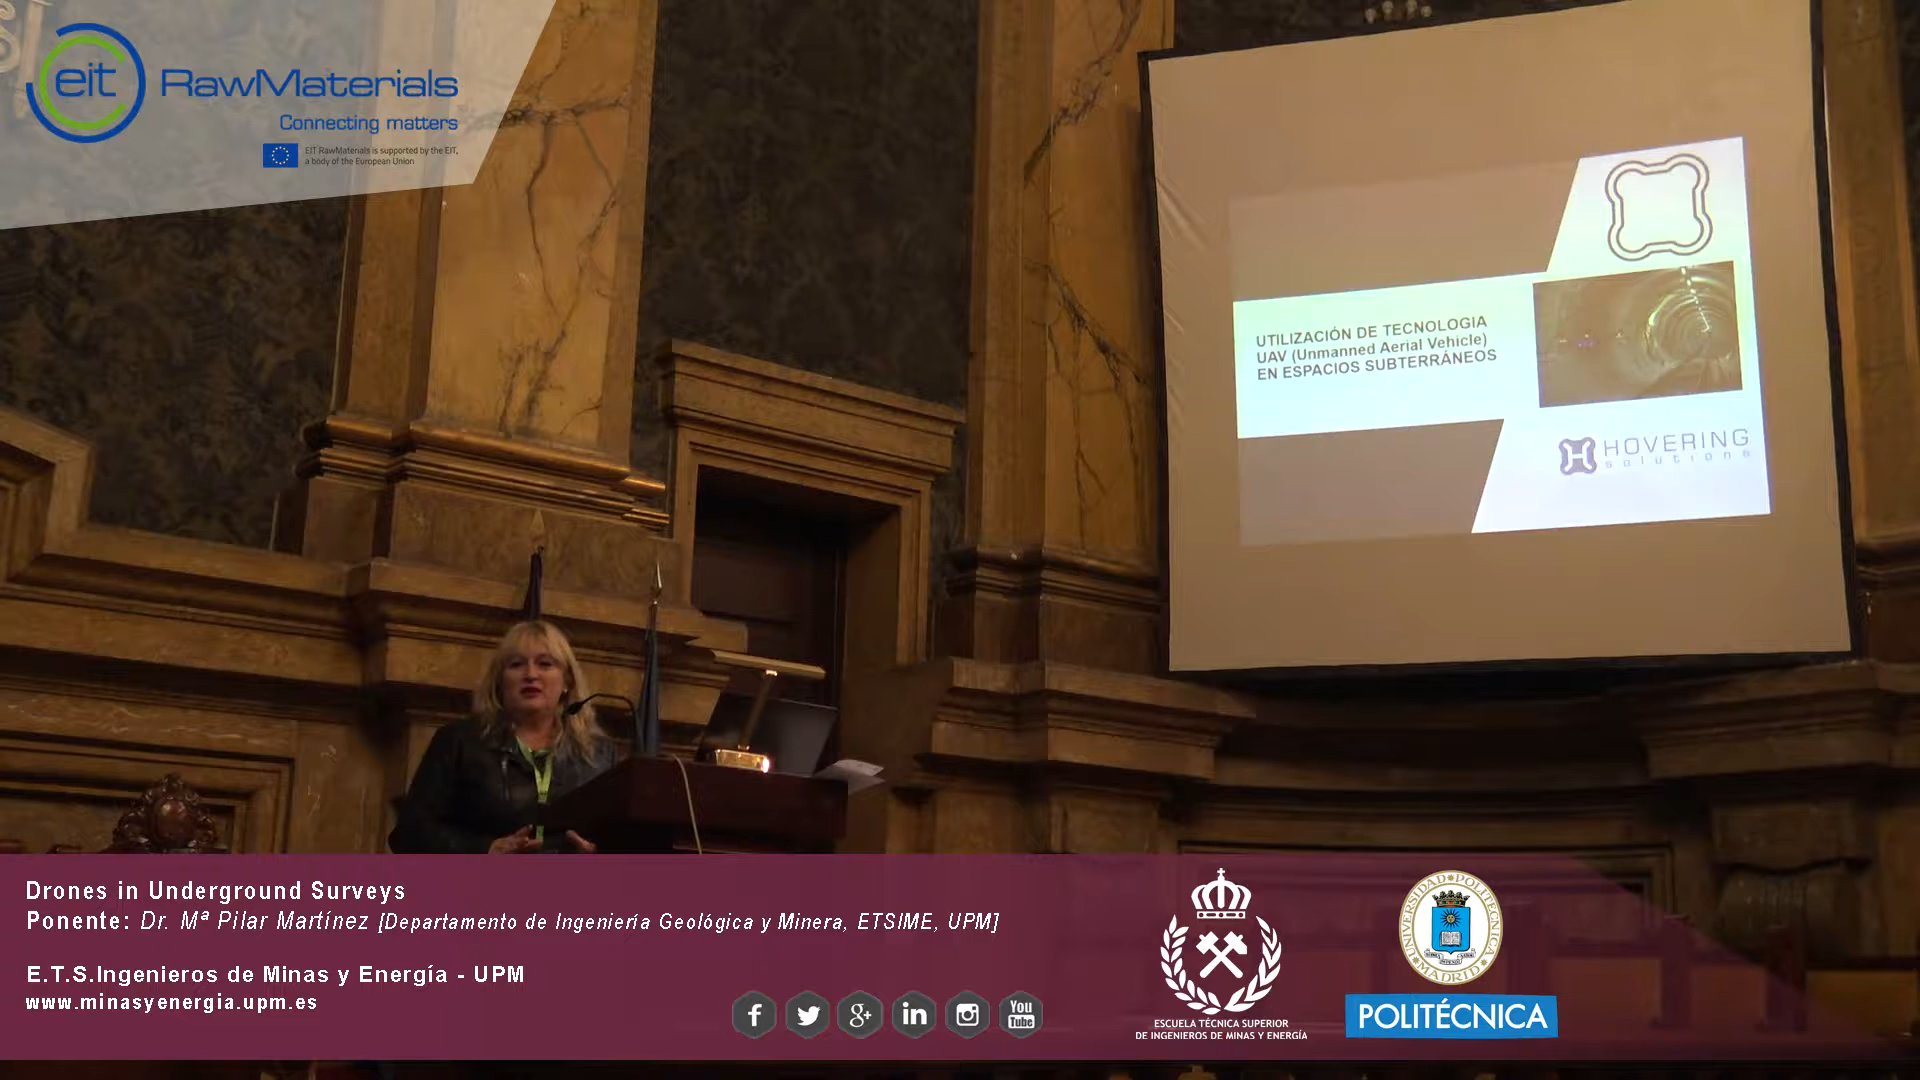 eit RawMaterials
Connecting matters
EIT RawMaterials is supported by the EIT,
a body of the European Union
UTILIZACIÓN DE TECNOLOGIA
UAV (Unmanned Aerial Vehicle)
EN ESPACIOS SUBTERRÁNEOS
H HOVERING
solutions
Drones in Underground Surveys
Ponente: Dr. Mª Pilar Martínez [Departamento de Ingeniería Geológica y Minera, ETSIME, UPM]
E.T.S.Ingenieros de Minas y Energía - UPM
www.minasyenergia.upm.es
f
g+
in
You
Tube
ESCUELA TÉCNICA SUPERIOR
DE INGENIEROS DE MINAS Y ENERGÍA
UNIVERSIDAD POLITÉCNICA
MADRID
POLITÉCNICA